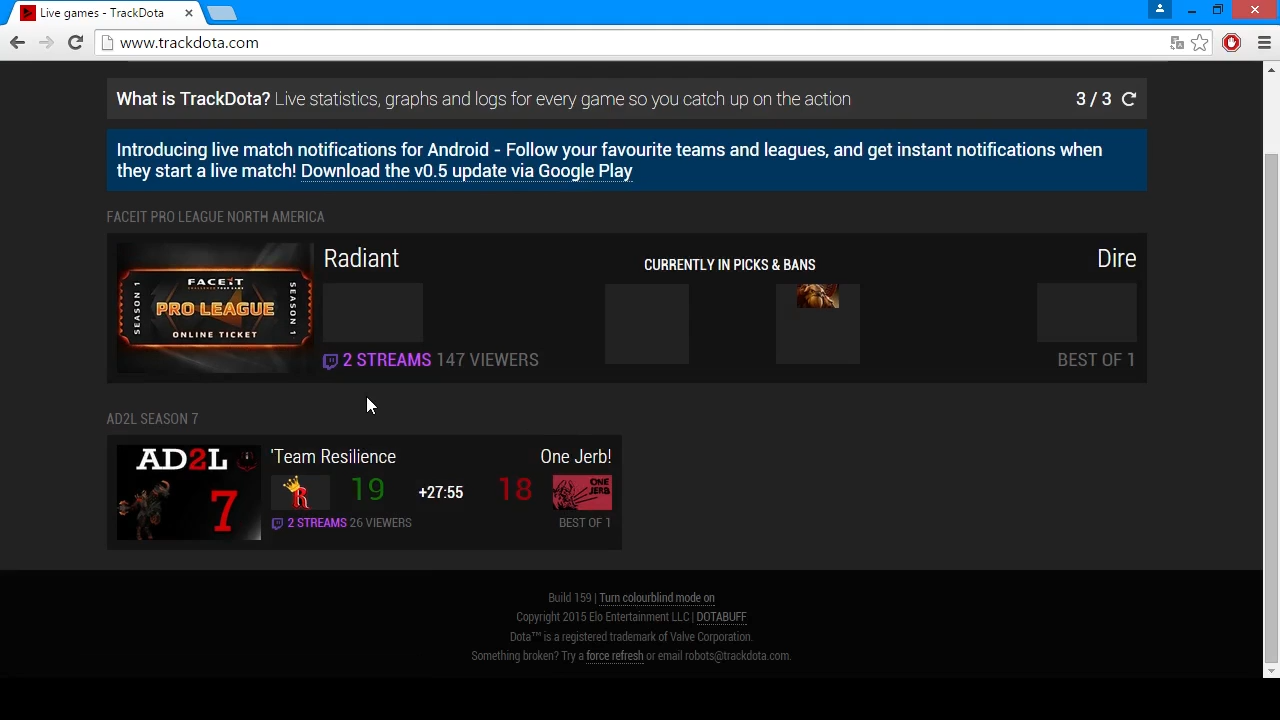 Live games - TrackDota
www.trackdota.com
What is TrackDota? Live statistics, graphs and logs for every game so you catch up on the action 3 / 3
Introducing live match notifications for Android - Follow your favourite teams and leagues, and get instant notifications when
they start a live match! Download the v0.5 update via Google Play
FACEIT PRO LEAGUE NORTH AMERICA
SEASON 1
FACEIT
CHALLENGE YOUR GAME
PRO LEAGUE
ONLINE TICKET
SEASON 1
Radiant
CURRENTLY IN PICKS & BANS
Dire
2 STREAMS 147 VIEWERS
BEST OF 1
AD2L SEASON 7
AD2L
7
'Team Resilience
One Jerb!
R
19
+27:55
18
ONE
JERB
2 STREAMS 26 VIEWERS
BEST OF 1
Build 159 | Turn colourblind mode on
Copyright 2015 Elo Entertainment LLC | DOTABUFF
Dota™ is a registered trademark of Valve Corporation.
Something broken? Try a force refresh or email robots@trackdota.com.